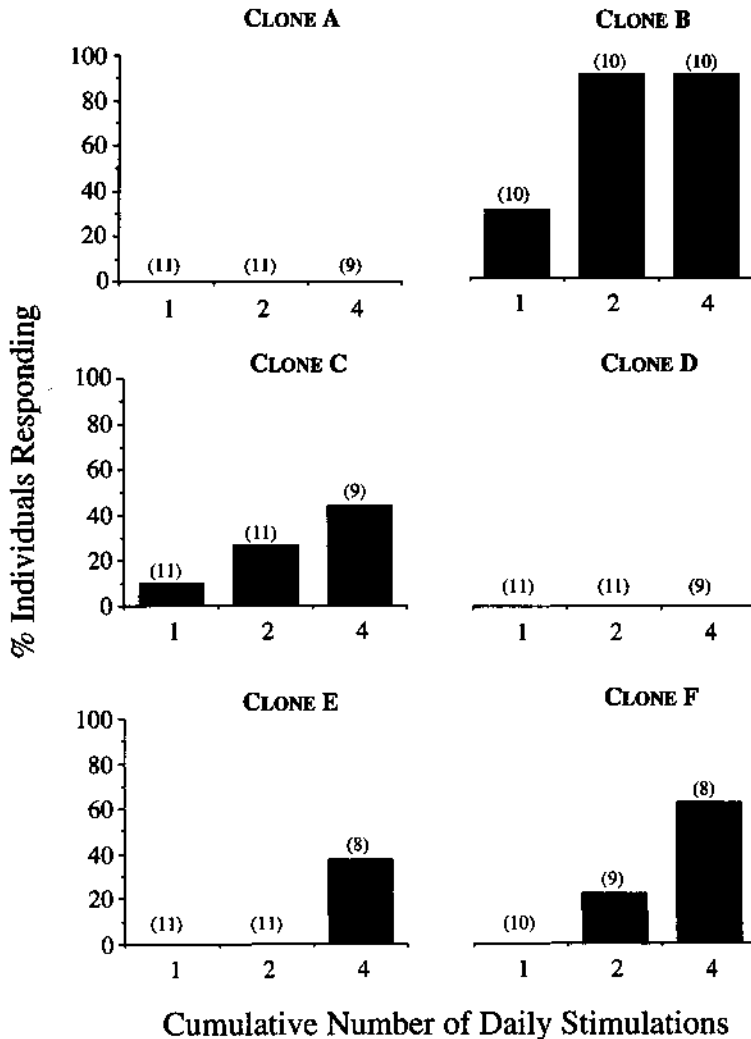 CLONE A
CLONE B
100
80
60
40
20
0
(11) (11) (9)
1 2 4
(10) (10) (10)
1 2 4
% Individuals Responding
CLONE C
CLONE D
100
80
60
40
20
0
(11) (11) (9)
1 2 4
(11) (11) (9)
1 2 4
CLONE E
CLONE F
100
80
60
40
20
0
(11) (11) (8)
1 2 4
(10) (9) (8)
1 2 4
Cumulative Number of Daily Stimulations